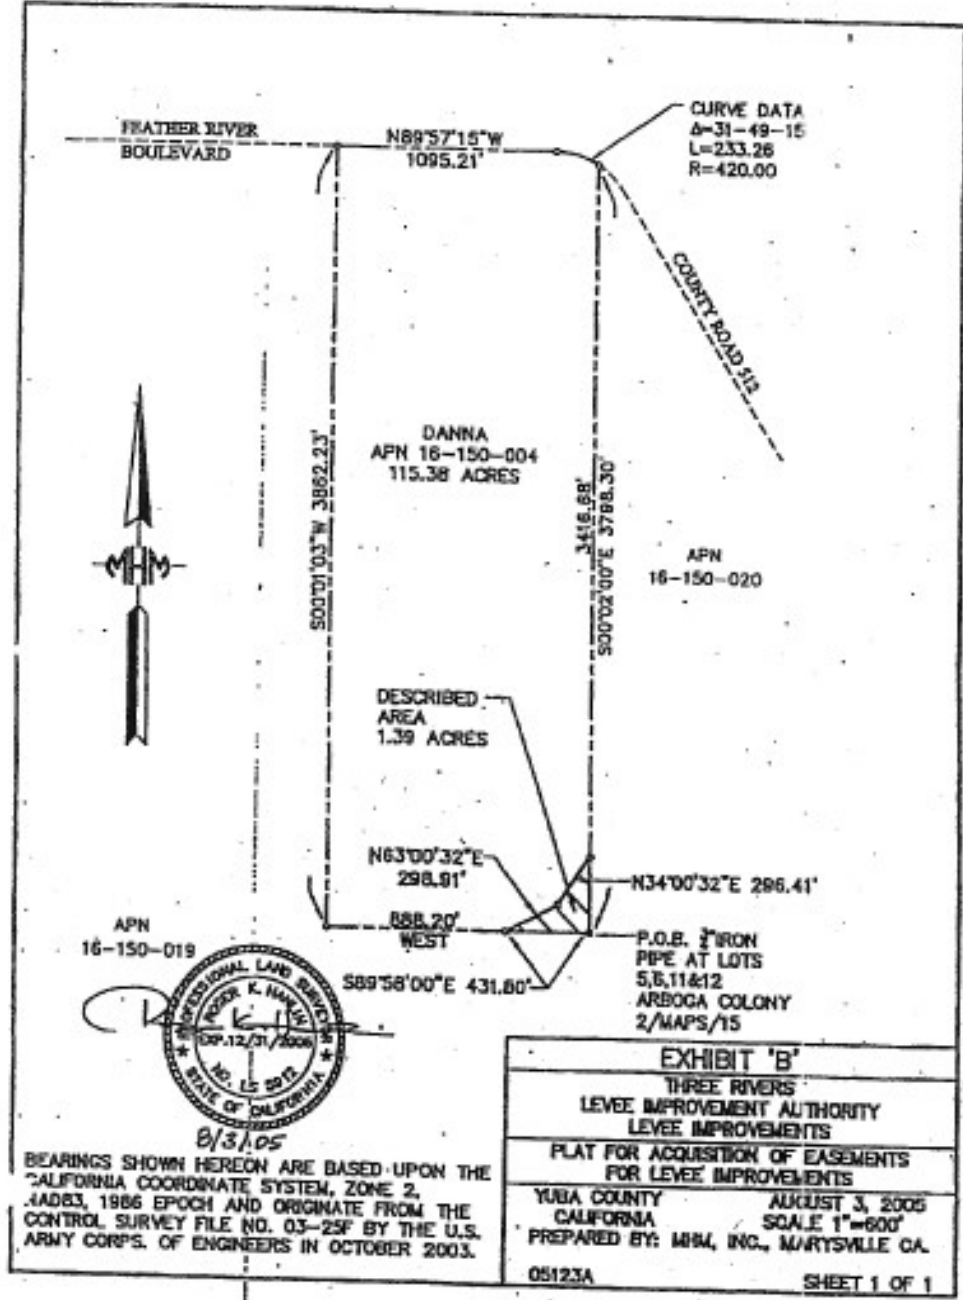 CURVE DATA
Δ=31-49-15
L=233.26
R=420.00
FEATHER RIVER
BOULEVARD
N89°57'15"W
1095.21'
COUNTY ROAD 512
DANNA
APN 16-150-004
115.38 ACRES
S00°01'03"W 3862.23'
3416.68'
S00°02'00"E 3798.30'
APN
16-150-020
DESCRIBED
AREA
1.39 ACRES
N63°00'32"E
298.91'
N34°00'32"E 296.41'
888.20'
WEST
APN
16-150-019
S89°58'00"E 431.80'
P.O.B. IRON
PIPE AT LOTS
5,6,11&12
ARBOGA COLONY
2/MAPS/15
PROFESSIONAL LAND SURVEYOR
ROGER K. HANLIN
EXP.12/31/2006
NO. LS 5912
STATE OF CALIFORNIA
8/3/05
BEARINGS SHOWN HEREON ARE BASED UPON THE
CALIFORNIA COORDINATE SYSTEM, ZONE 2,
NAD83, 1986 EPOCH AND ORIGINATE FROM THE
CONTROL SURVEY FILE NO. 03-25F BY THE U.S.
ARMY CORPS. OF ENGINEERS IN OCTOBER 2003.
EXHIBIT 'B'
THREE RIVERS
LEVEE IMPROVEMENT AUTHORITY
LEVEE IMPROVEMENTS
PLAT FOR ACQUISITION OF EASEMENTS
FOR LEVEE IMPROVEMENTS
YUBA COUNTY
CALIFORNIA
AUGUST 3, 2005
SCALE 1"=600'
PREPARED BY: MHM, INC., MARYSVILLE CA.
05123A
SHEET 1 OF 1